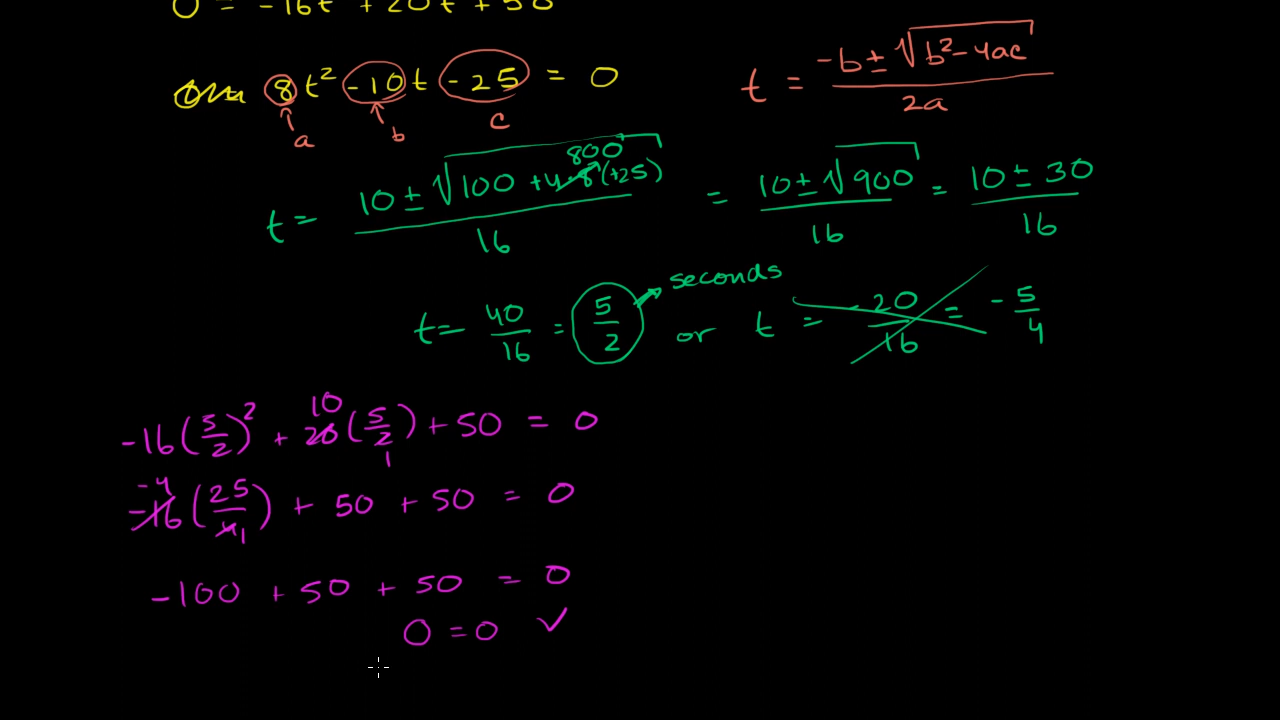 0 = -16t² + 20t + 50
8t² -10t -25 = 0
a b c
t = (-b ± √(b² - 4ac)) / 2a
t = (10 ± √(100 + 4·8(+25))) / 16 = (10 ± √900) / 16 = (10 ± 30) / 16
800
t = 40/16 = 5/2 seconds or t = -20/16 = -5/4
-16(5/2)² + 20(5/2) + 50 = 0
10 1
-16(25/4) + 50 + 50 = 0
-4 1
-100 + 50 + 50 = 0
0 = 0 ✓